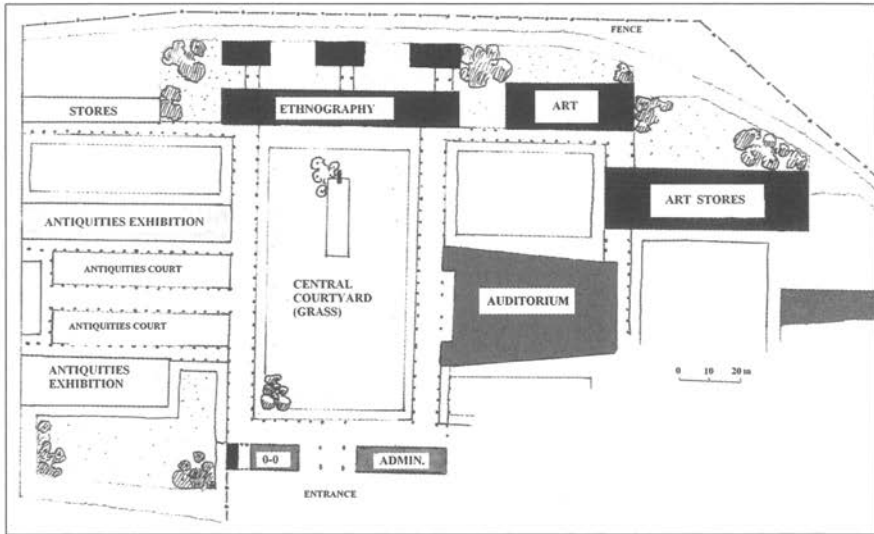 FENCE
STORES
ETHNOGRAPHY
ART
ART STORES
ANTIQUITIES EXHIBITION
ANTIQUITIES COURT
CENTRAL
COURTYARD
(GRASS)
AUDITORIUM
ANTIQUITIES COURT
ANTIQUITIES
EXHIBITION
0 10 20 m
0-0
ADMIN.
ENTRANCE